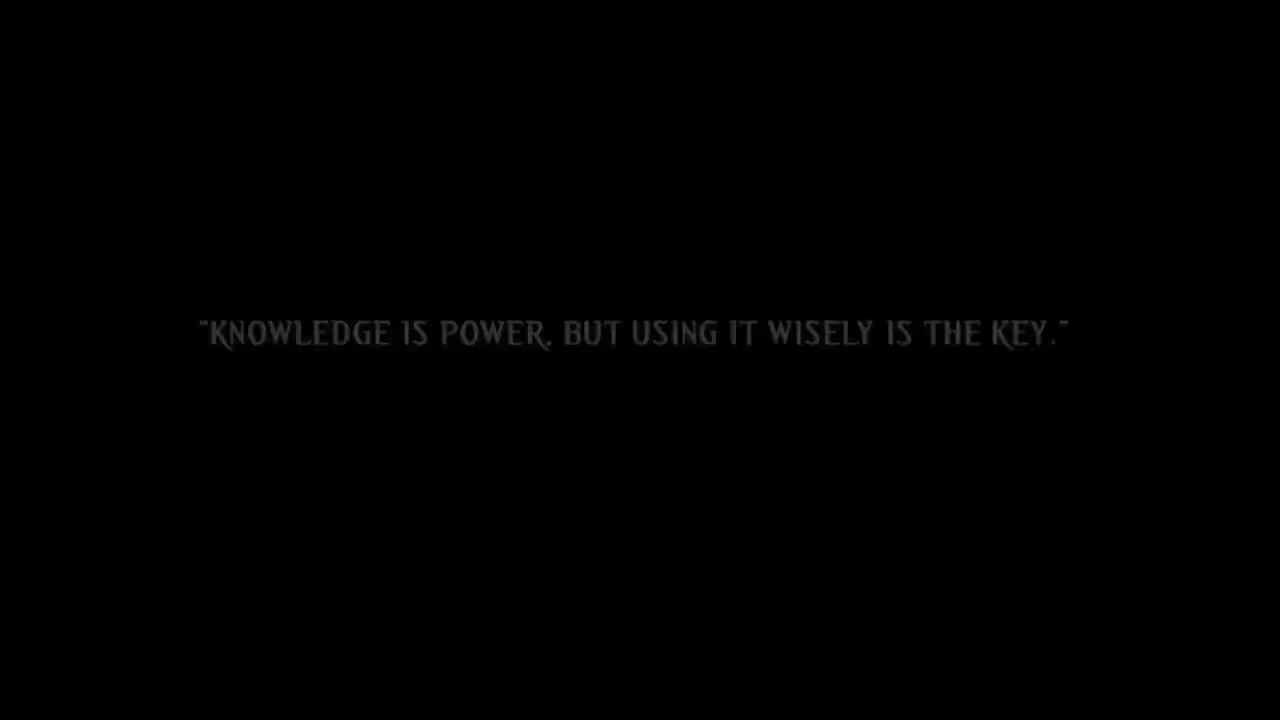 "Knowledge is power, but using it wisely is the Key."